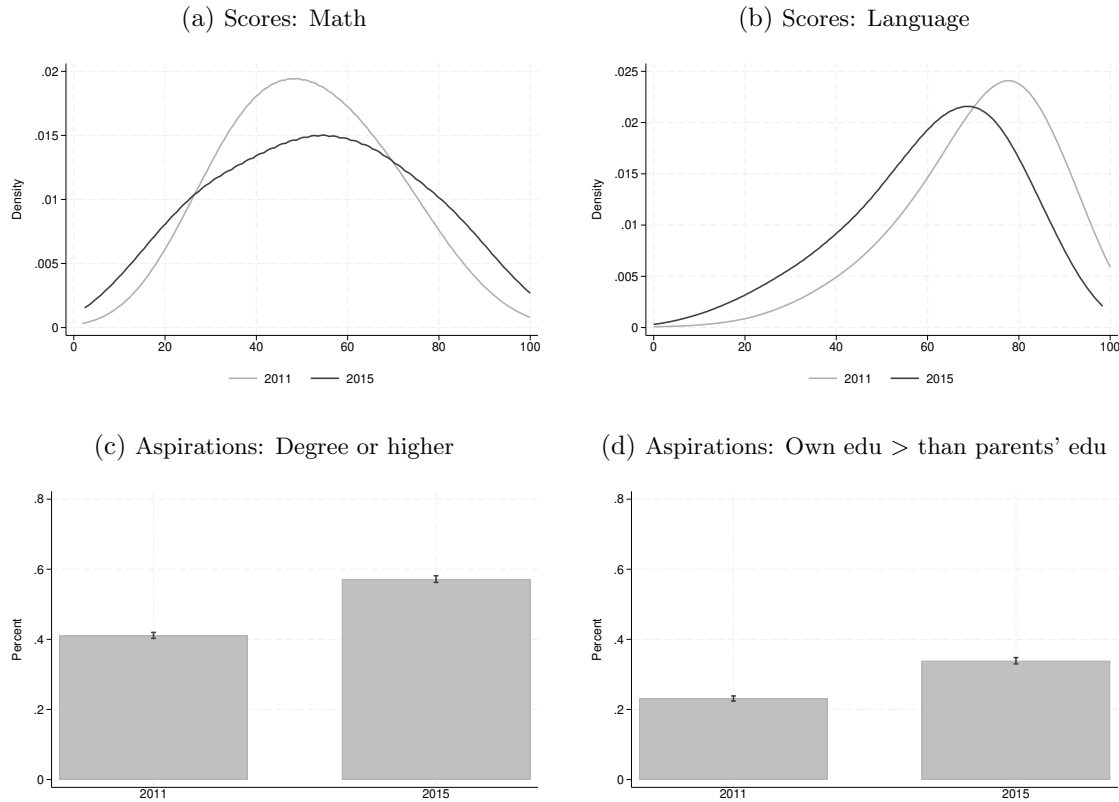 (a) Scores: Math
.02
.015
.01
.005
0
Density
0 20 40 60 80 100
2011 2015
(b) Scores: Language
.025
.02
.015
.01
.005
0
Density
0 20 40 60 80 100
2011 2015
(c) Aspirations: Degree or higher
.8
.6
.4
.2
0
Percent
2011 2015
(d) Aspirations: Own edu > than parents' edu
.8
.6
.4
.2
0
Percent
2011 2015